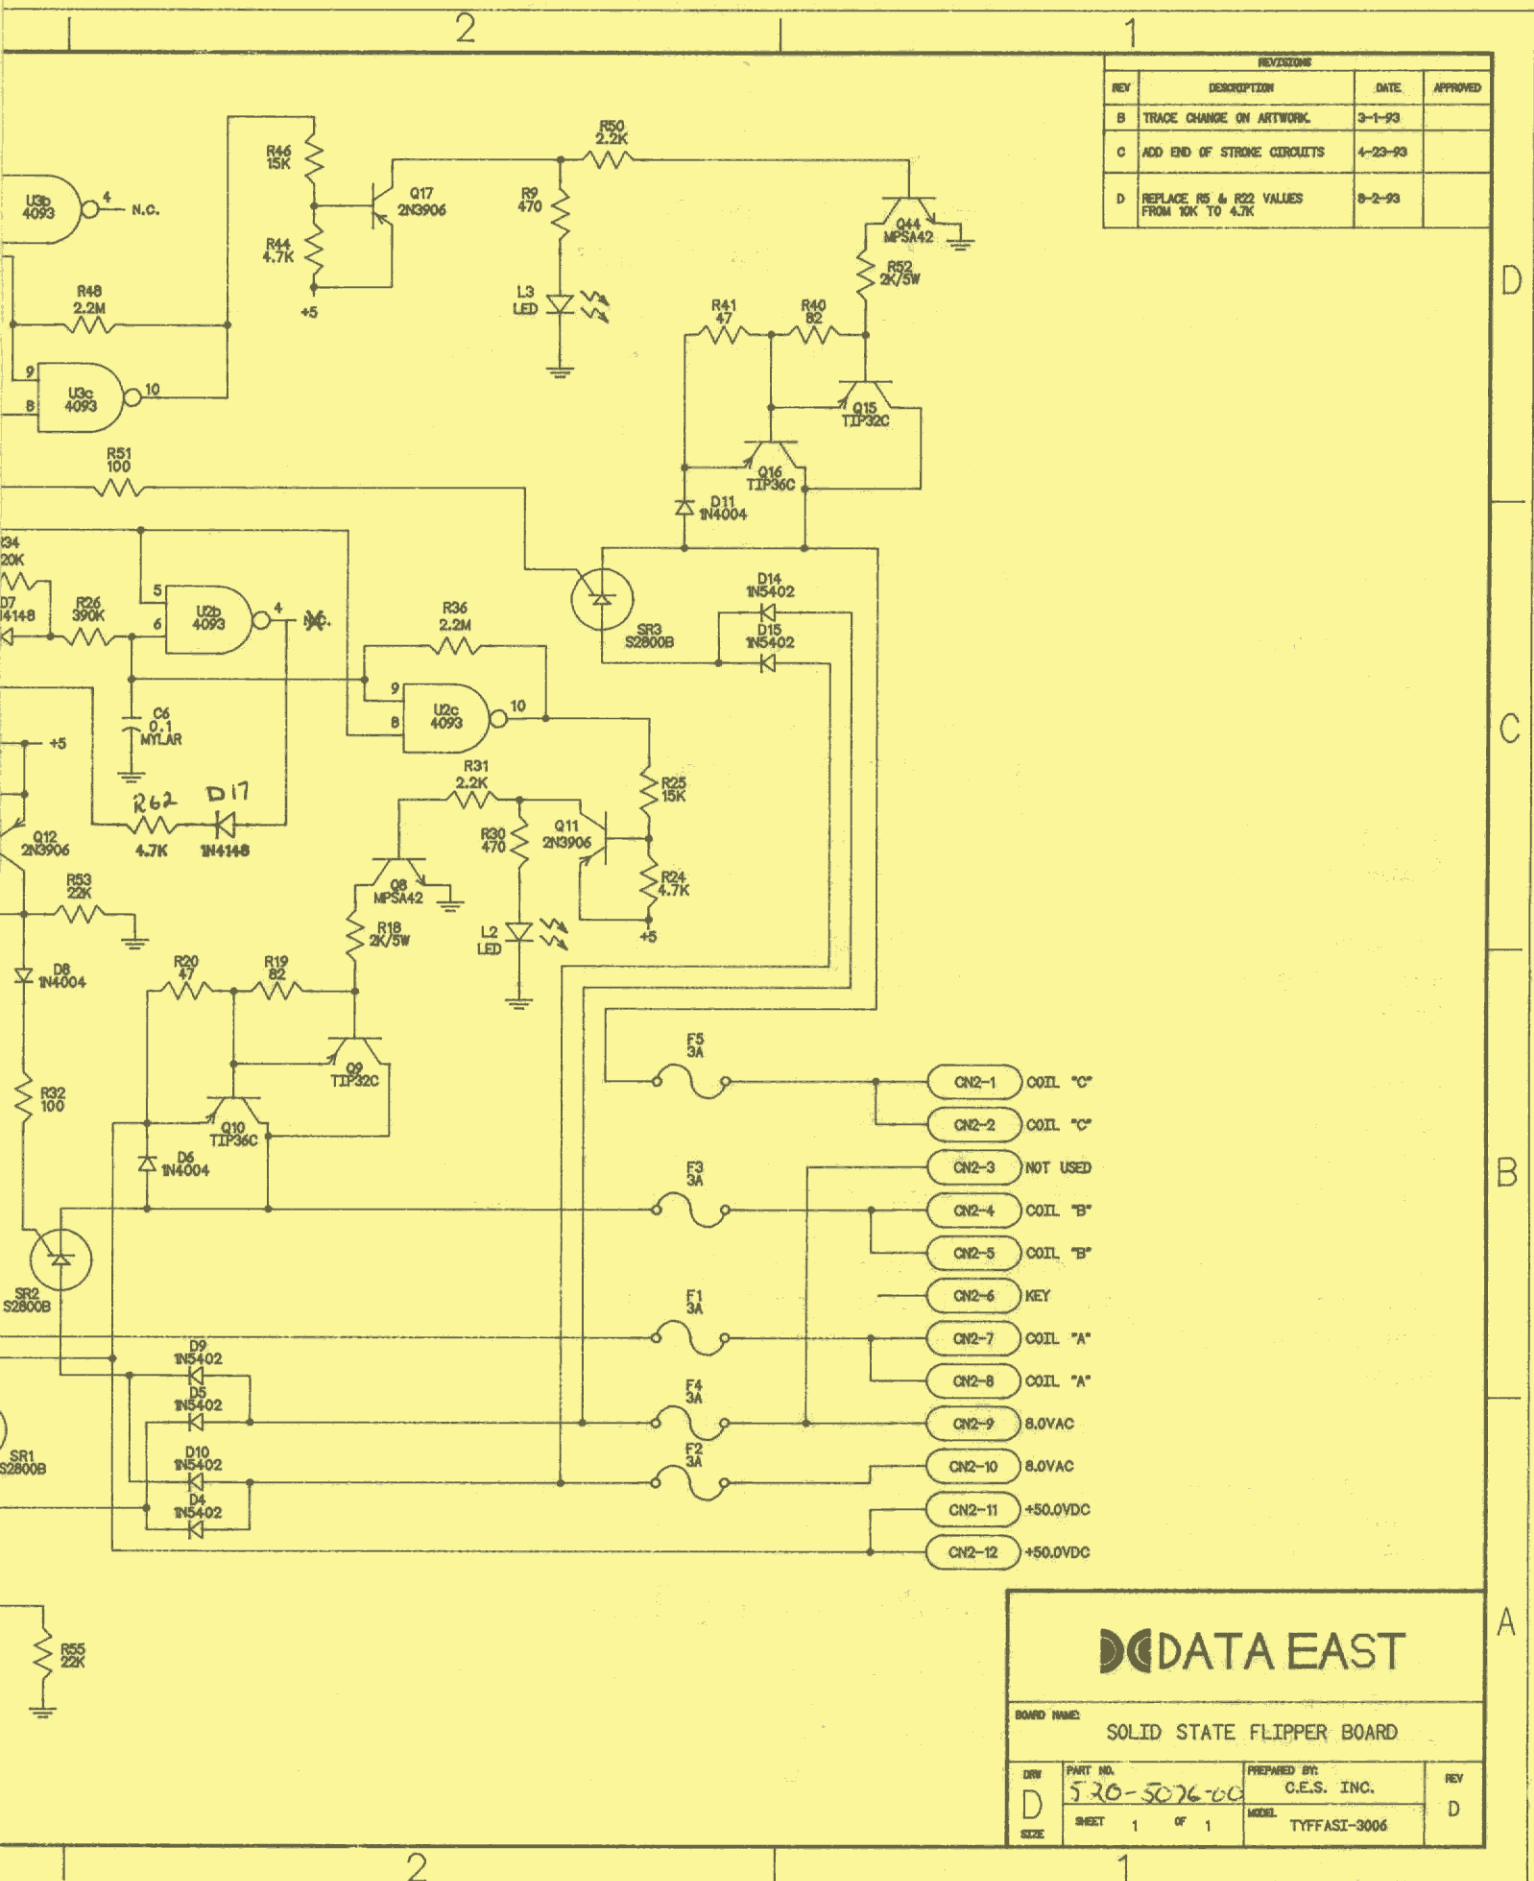 2
1
REVISIONS
REV DESCRIPTION DATE APPROVED
B TRACE CHANGE ON ARTWORK. 3-1-93
C ADD END OF STROKE CIRCUITS 4-23-93
D REPLACE R5 & R22 VALUES
FROM 10K TO 4.7K
8-2-93
R46
15K
R50
2.2K
U3b
4093
4
N.C.
Q17
2N3906
R9
470
Q44
MPSA42
R44
4.7K
+5
R52
2K/5W
D
R48
2.2M
L3
LED
R41
47
R40
82
9
8
U3c
4093
10
Q15
TIP32C
R51
100
Q16
TIP36C
D11
1N4004
34
20K
D7
4148
R26
390K
5
6
U2b
4093
4
N.C.
R36
2.2M
D14
1N5402
SR3
S2800B
D15
1N5402
9
8
U2c
4093
10
C6
0.1
MYLAR
C
+5
R31
2.2K
R25
15K
R62
4.7K
D17
1N4148
Q12
2N3906
R30
470
Q11
2N3906
R24
4.7K
+5
R53
22K
Q8
MPSA42
R18
2K/5W
L2
LED
D8
1N4004
R20
47
R19
82
Q9
TIP32C
F5
3A
CN2-1 COIL "C"
R32
100
Q10
TIP36C
CN2-2 COIL "C"
D6
1N4004
F3
3A
CN2-3 NOT USED
B
CN2-4 COIL "B"
CN2-5 COIL "B"
SR2
S2800B
F1
3A
CN2-6 KEY
CN2-7 COIL "A"
D9
1N5402
D5
1N5402
F4
3A
CN2-8 COIL "A"
CN2-9 8.0VAC
SR1
S2800B
D10
1N5402
D4
1N5402
F2
3A
CN2-10 8.0VAC
CN2-11 +50.0VDC
CN2-12 +50.0VDC
R55
22K
A
DATA EAST
BOARD NAME:
SOLID STATE FLIPPER BOARD
DRW
D
SIZE
PART NO.
520-5076-00
PREPARED BY:
C.E.S. INC.
REV
D
SHEET 1 OF 1
MODEL
TYFFASI-3006
2
1